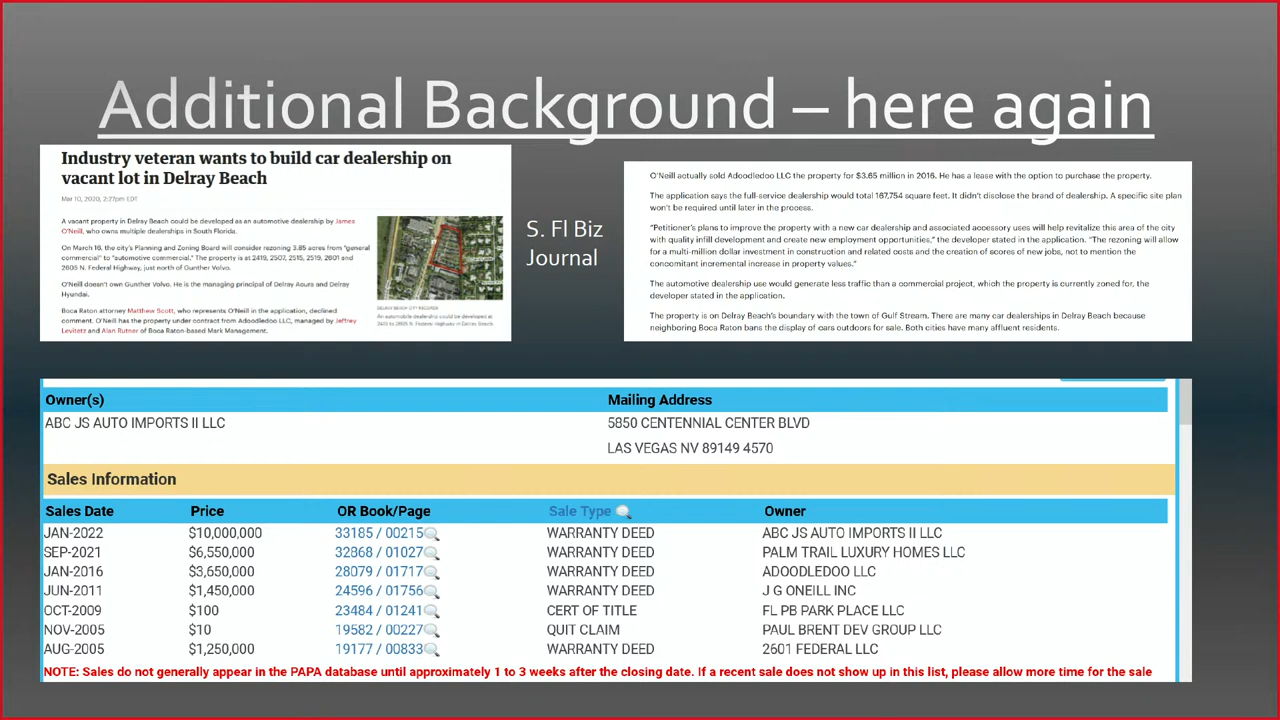 Additional Background – here again
Industry veteran wants to build car dealership on
vacant lot in Delray Beach
Mar 10, 2020, 2:27pm EDT
A vacant property in Delray Beach could be developed as an automotive dealership by James
O'Neill, who owns multiple dealerships in South Florida.
On March 16, the city's Planning and Zoning Board will consider rezoning 3.85 acres from "general
commercial" to "automotive commercial." The property is at 2419, 2507, 2515, 2519, 2601 and
2605 N. Federal Highway, just north of Gunther Volvo.
O'Neill doesn't own Gunther Volvo. He is the managing principal of Delray Acura and Delray
Hyundai.
Boca Raton attorney Matthew Scott, who represents O'Neill in the application, declined
comment. O'Neill has the property under contract from Adoodledoo LLC, managed by Jeffrey
Levitetz and Alan Rutner of Boca Raton-based Mark Management.
DELRAY BEACH CITY RECORDS
An automobile dealership could be developed at
2419 to 2605 N. Federal Highway in Delray Beach.
S. Fl Biz
Journal
O'Neill actually sold Adoodledoo LLC the property for $3.65 million in 2016. He has a lease with the option to purchase the property.
The application says the full-service dealership would total 167,754 square feet. It didn't disclose the brand of dealership. A specific site plan
won't be required until later in the process.
"Petitioner's plans to improve the property with a new car dealership and associated accessory uses will help revitalize this area of the city
with quality infill development and create new employment opportunities," the developer stated in the application. "The rezoning will allow
for a multi-million dollar investment in construction and related costs and the creation of scores of new jobs, not to mention the
concomitant incremental increase in property values."
The automotive dealership use would generate less traffic than a commercial project, which the property is currently zoned for, the
developer stated in the application.
The property is on Delray Beach's boundary with the town of Gulf Stream. There are many car dealerships in Delray Beach because
neighboring Boca Raton bans the display of cars outdoors for sale. Both cities have many affluent residents.
Owner(s) Mailing Address
ABC JS AUTO IMPORTS II LLC 5850 CENTENNIAL CENTER BLVD
LAS VEGAS NV 89149 4570
Sales Information
Sales Date Price OR Book/Page Sale Type Owner
JAN-2022 $10,000,000 33185 / 00215 WARRANTY DEED ABC JS AUTO IMPORTS II LLC
SEP-2021 $6,550,000 32868 / 01027 WARRANTY DEED PALM TRAIL LUXURY HOMES LLC
JAN-2016 $3,650,000 28079 / 01717 WARRANTY DEED ADOODLEDOO LLC
JUN-2011 $1,450,000 24596 / 01756 WARRANTY DEED J G ONEILL INC
OCT-2009 $100 23484 / 01241 CERT OF TITLE FL PB PARK PLACE LLC
NOV-2005 $10 19582 / 00227 QUIT CLAIM PAUL BRENT DEV GROUP LLC
AUG-2005 $1,250,000 19177 / 00833 WARRANTY DEED 2601 FEDERAL LLC
NOTE: Sales do not generally appear in the PAPA database until approximately 1 to 3 weeks after the closing date. If a recent sale does not show up in this list, please allow more time for the sale